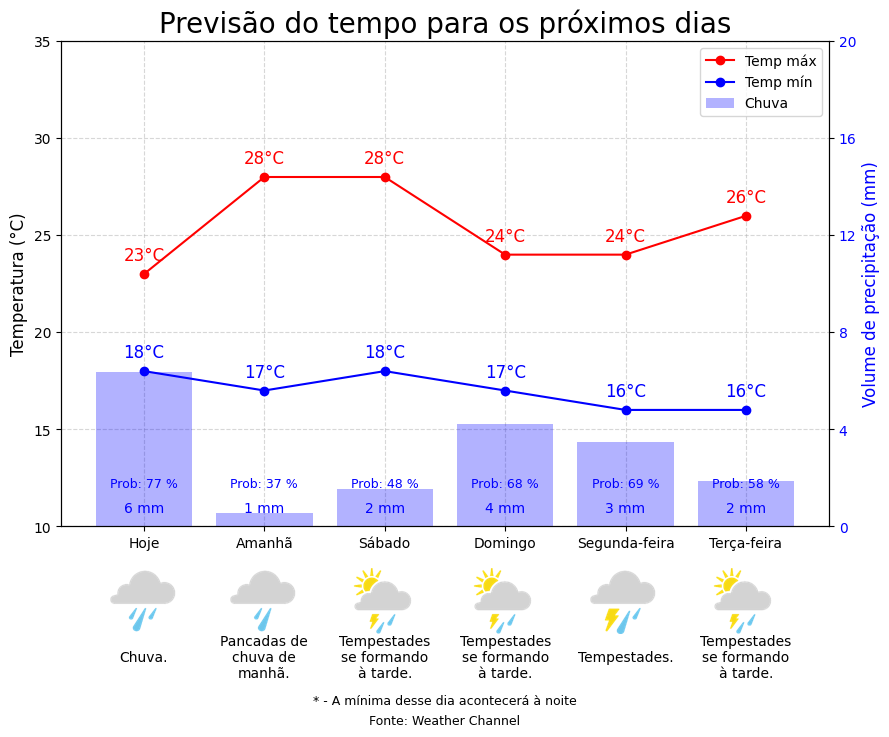 Previsão do tempo para os próximos dias
35
30
25
20
15
10
Temperatura (°C)
20
16
12
8
4
0
Volume de precipitação (mm)
Temp máx
Temp mín
Chuva
23°C
28°C
28°C
24°C
24°C
26°C
18°C
17°C
18°C
17°C
16°C
16°C
Prob: 77 %
Prob: 37 %
Prob: 48 %
Prob: 68 %
Prob: 69 %
Prob: 58 %
6 mm
1 mm
2 mm
4 mm
3 mm
2 mm
Hoje
Amanhã
Sábado
Domingo
Segunda-feira
Terça-feira
Chuva.
Pancadas de
chuva de
manhã.
Tempestades
se formando
à tarde.
Tempestades
se formando
à tarde.
Tempestades.
Tempestades
se formando
à tarde.
* - A mínima desse dia acontecerá à noite
Fonte: Weather Channel